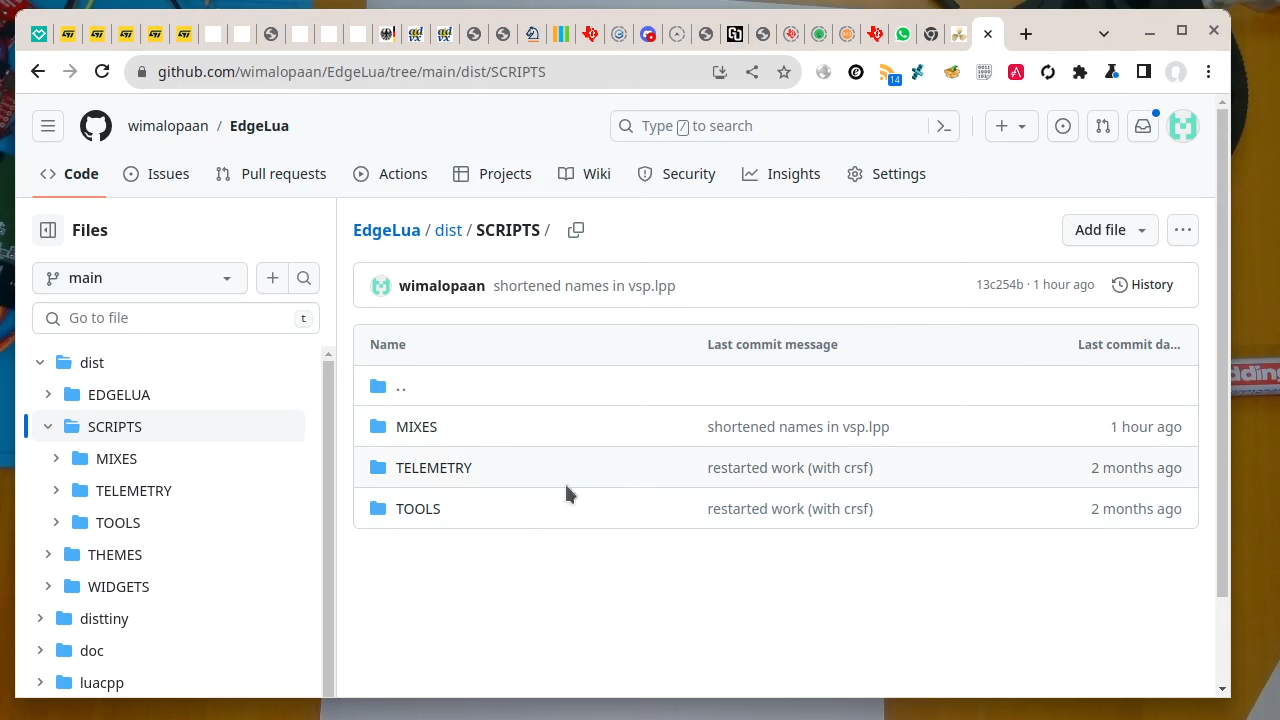 github.com/wimalopaan/EdgeLua/tree/main/dist/SCRIPTS
14
wimalopaan / EdgeLua
Type / to search
Code Issues Pull requests Actions Projects Wiki Security Insights Settings
Files
main
Go to file t
dist
EDGELUA
SCRIPTS
MIXES
TELEMETRY
TOOLS
THEMES
WIDGETS
disttiny
doc
luacpp
EdgeLua / dist / SCRIPTS /
Add file
wimalopaan shortened names in vsp.lpp 13c254b · 1 hour ago History
Name Last commit message Last commit da...
..
MIXES shortened names in vsp.lpp 1 hour ago
TELEMETRY restarted work (with crsf) 2 months ago
TOOLS restarted work (with crsf) 2 months ago
dding